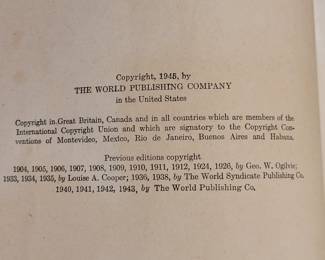 Copyright, 1945, by
THE WORLD PUBLISHING COMPANY
in the United States
Copyright in Great Britain, Canada and in all countries which are members of the
International Copyright Union and which are signatory to the Copyright Con-
ventions of Montevideo, Mexico, Rio de Janeiro, Buenos Aires and Habana.
Previous editions copyright
1904, 1905, 1906, 1907, 1908, 1909, 1910, 1911, 1912, 1924, 1926, by Geo. W. Ogilvie;
1933, 1934, 1935, by Louise A. Cooper; 1936, 1938, by The World Syndicate Publishing Co.
1940, 1941, 1942, 1943, by The World Publishing Co.